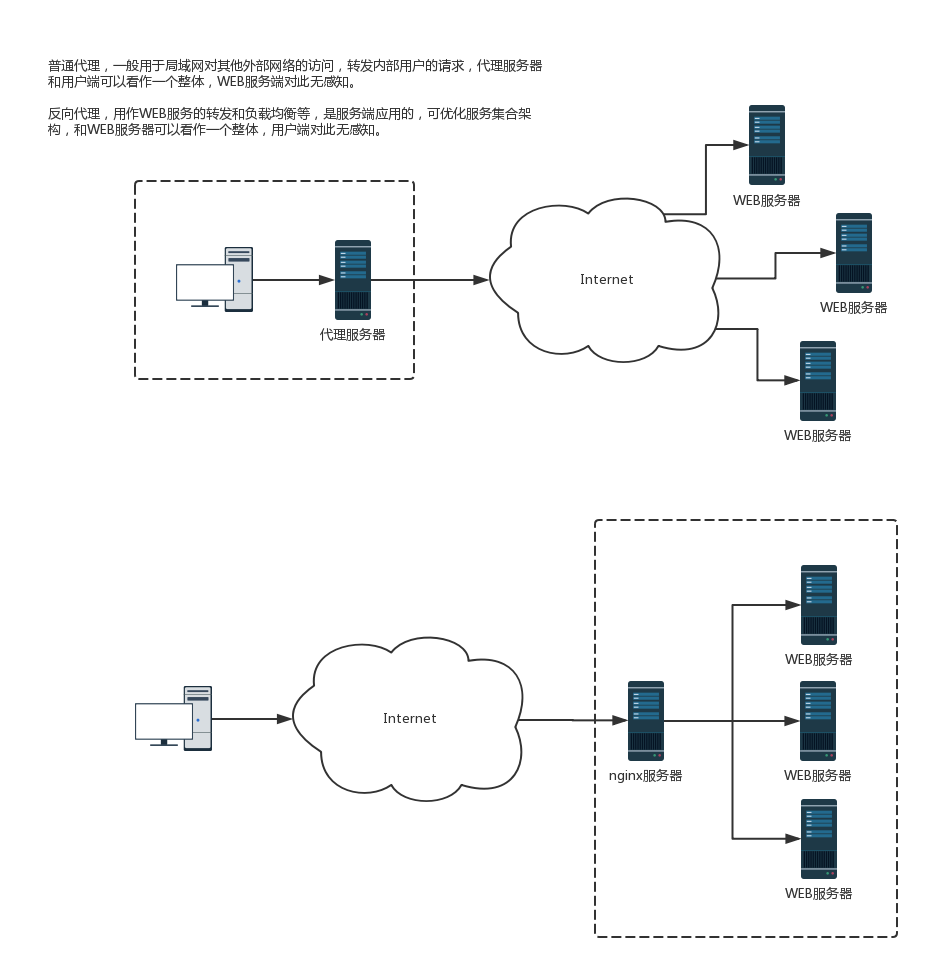 普通代理，一般用于局域网对其他外部网络的访问，转发内部用户的请求，代理服务器
和用户端可以看作一个整体，WEB服务端对此无感知。
反向代理，用作WEB服务的转发和负载均衡等，是服务端应用的，可优化服务集合架
构，和WEB服务器可以看作一个整体，用户端对此无感知。
WEB服务器
Internet
WEB服务器
代理服务器
WEB服务器
WEB服务器
Internet
nginx服务器
WEB服务器
WEB服务器